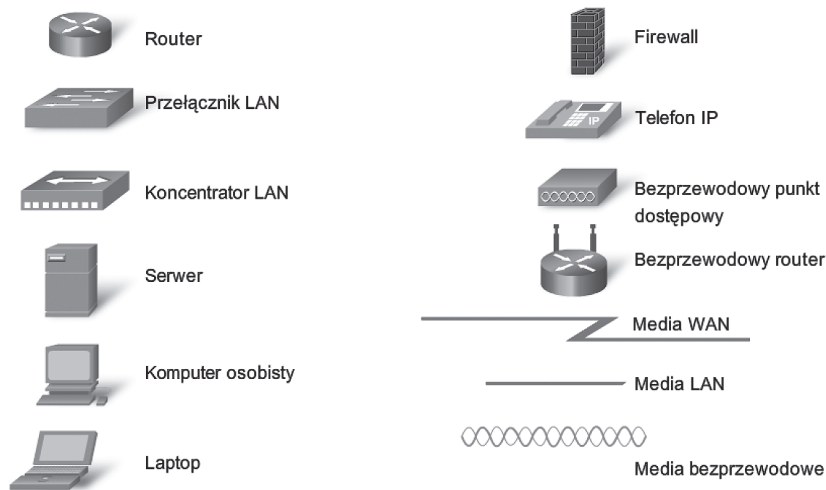 Router
Przełącznik LAN
Koncentrator LAN
Serwer
Komputer osobisty
Laptop
Firewall
IP
Telefon IP
Bezprzewodowy punkt
dostępowy
Bezprzewodowy router
Media WAN
Media LAN
Media bezprzewodowe